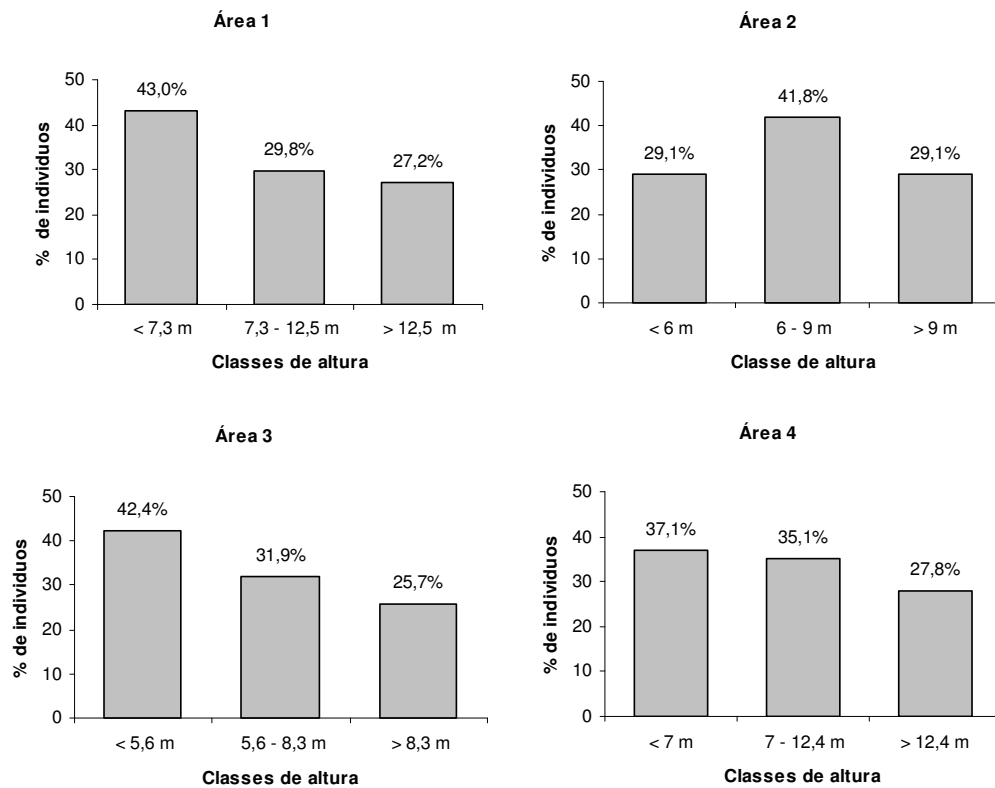 Área 1
% de individuos
50
40
30
20
10
0
43,0%
29,8%
27,2%
< 7,3 m
7,3 - 12,5 m
> 12,5 m
Classes de altura
Área 2
% de individuos
50
40
30
20
10
0
29,1%
41,8%
29,1%
< 6 m
6 - 9 m
> 9 m
Classe de altura
Área 3
% de individuos
50
40
30
20
10
0
42,4%
31,9%
25,7%
< 5,6 m
5,6 - 8,3 m
> 8,3 m
Classes de altura
Área 4
% de individuos
50
40
30
20
10
0
37,1%
35,1%
27,8%
< 7 m
7 - 12,4 m
> 12,4 m
Classes de altura